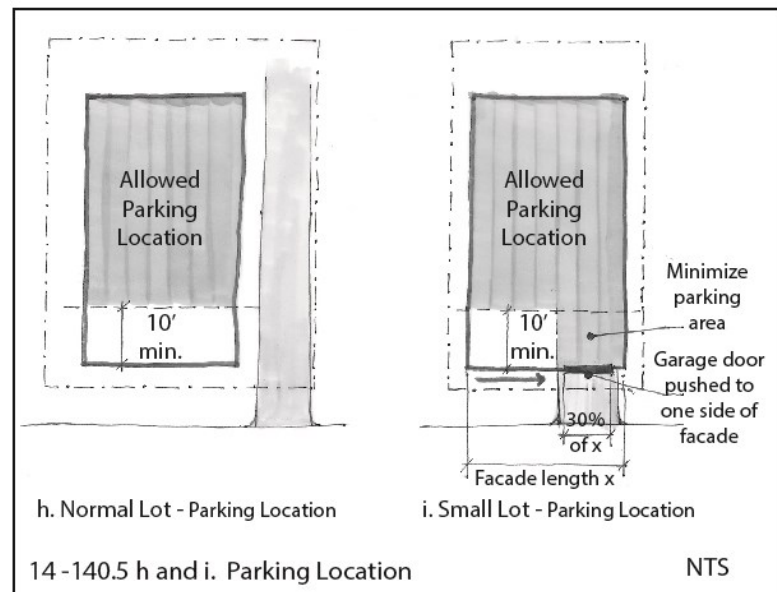 Allowed
Parking
Location
10'
min.
h. Normal Lot - Parking Location
Allowed
Parking
Location
10'
min.
Minimize
parking
area
Garage door
pushed to
one side of
facade
30%
of x
Facade length x
i. Small Lot - Parking Location
14 -140.5 h and i. Parking Location
NTS